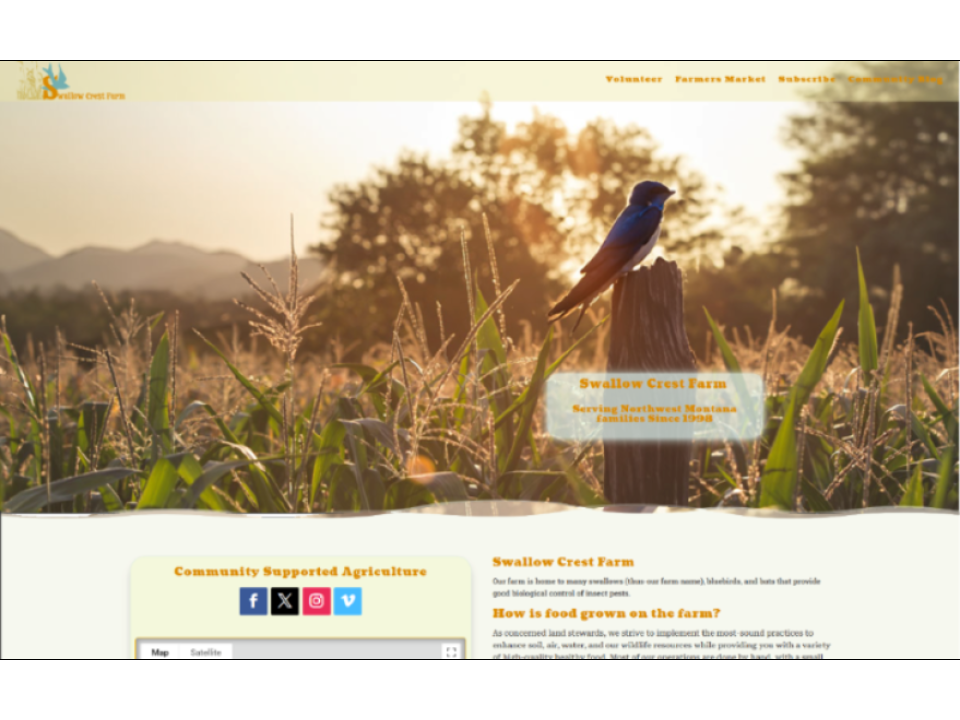 Swallow Crest Farm
Volunteer Farmers Market Subscribe
Swallow Crest Farm
Serving Northwest Montana
families Since 1998
Community Supported Agriculture
Map Satellite
Swallow Crest Farm
Our farm is home to many swallows (thus our farm name), bluebirds, and bats that provide
good biological control of insect pests.
How is food grown on the farm?
As concerned land stewards, we strive to implement the most-sound practices to
enhance soil, air, water, and our wildlife resources while providing you with a variety
of high-quality healthy food. Most of our operations are done by hand, with a small